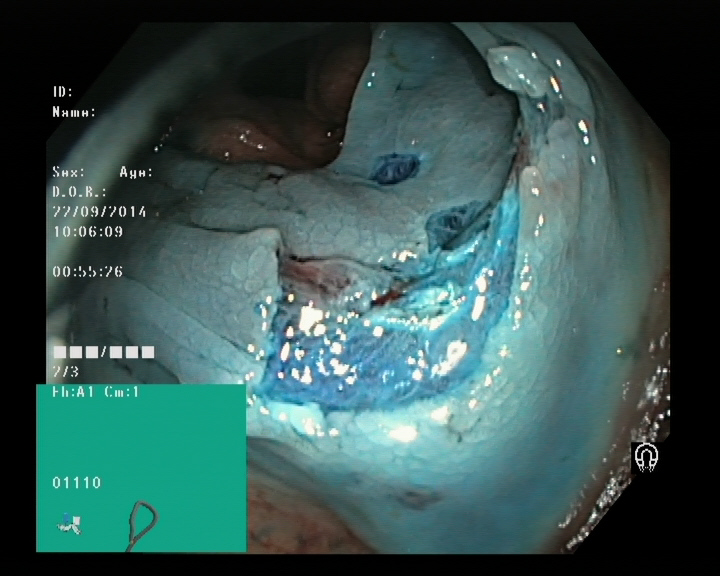 ID:
Name:
Sex: Age:
D.O.B.:
22/09/2014
10:06:09
00:55:26
■■■/■■■
2/3
Eh:A1 Cm:1
01110